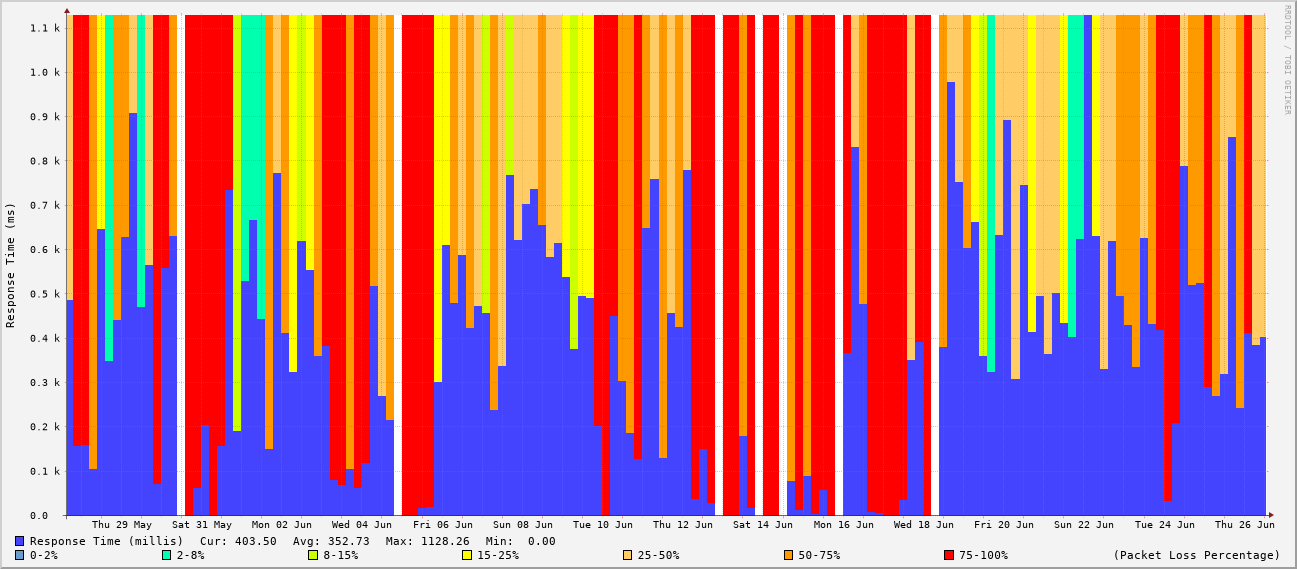 RRDTOOL / TOBI OETIKER
Response Time (ms)
1.1 k
1.0 k
0.9 k
0.8 k
0.7 k
0.6 k
0.5 k
0.4 k
0.3 k
0.2 k
0.1 k
0.0
Thu 29 May Sat 31 May Mon 02 Jun Wed 04 Jun Fri 06 Jun Sun 08 Jun Tue 10 Jun Thu 12 Jun Sat 14 Jun Mon 16 Jun Wed 18 Jun Fri 20 Jun Sun 22 Jun Tue 24 Jun Thu 26 Jun
Response Time (millis) Cur: 403.50 Avg: 352.73 Max: 1128.26 Min: 0.00
0-2% 2-8% 8-15% 15-25% 25-50% 50-75% 75-100% (Packet Loss Percentage)